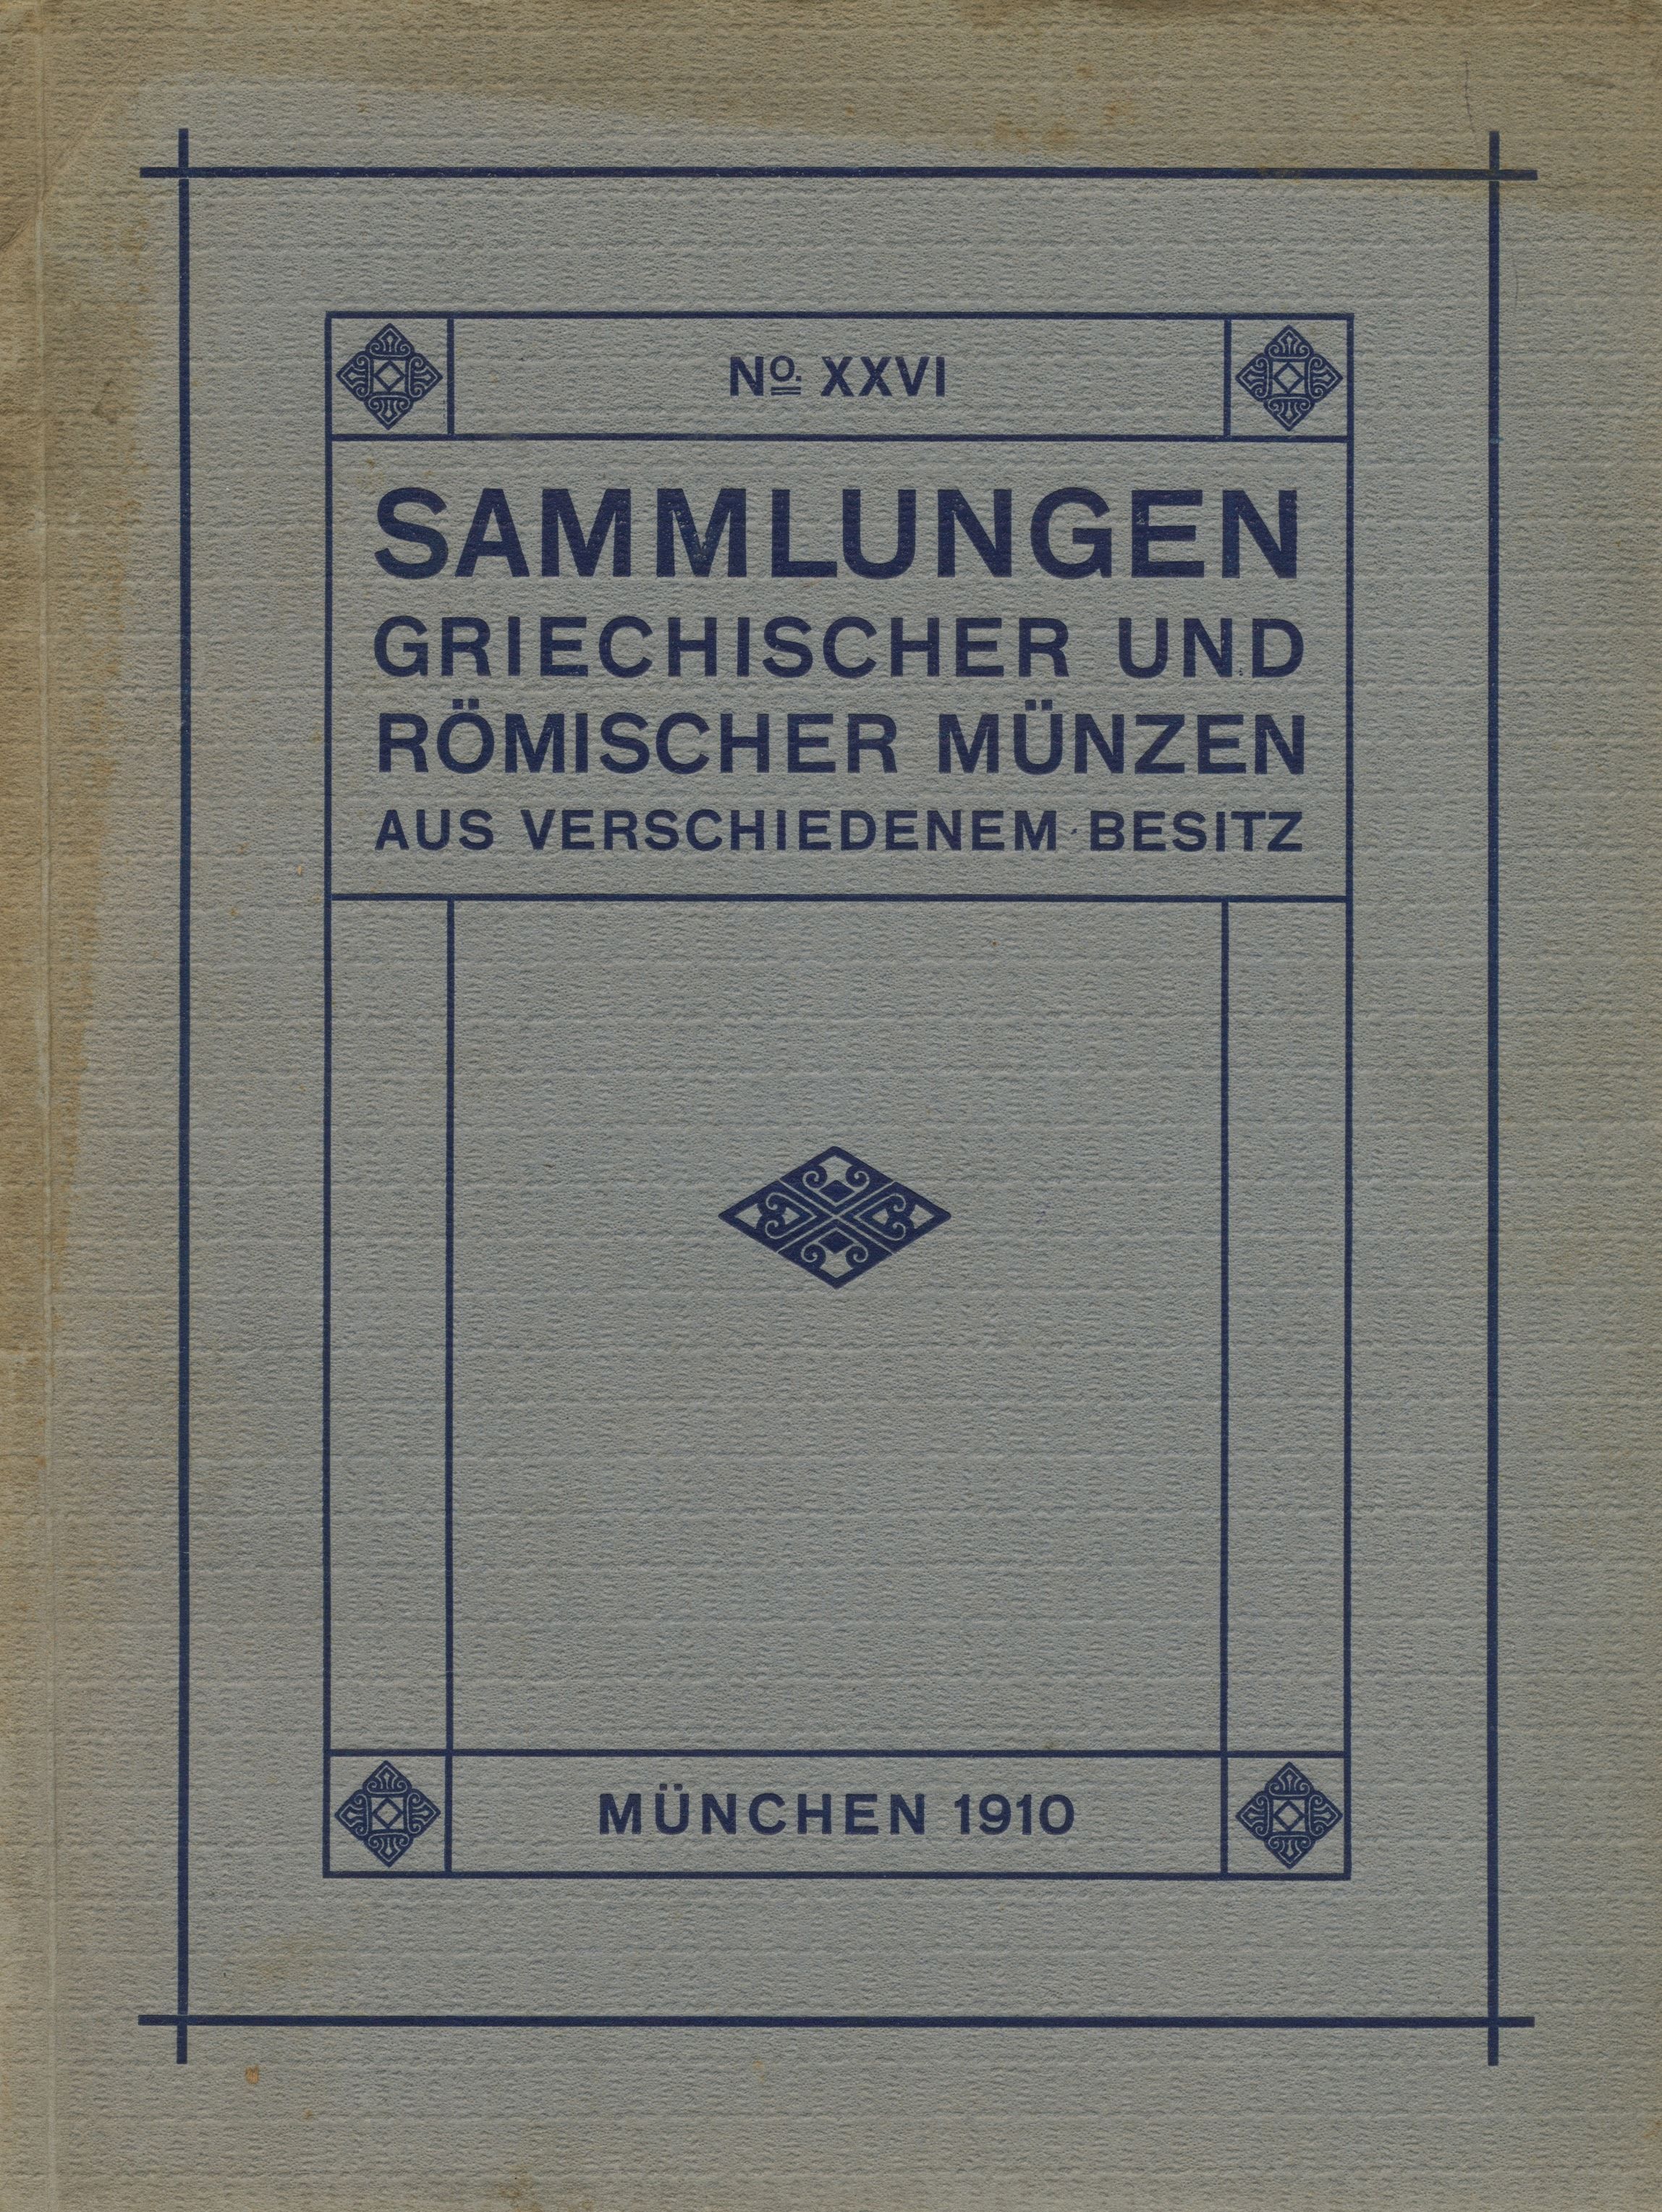 No. XXVI
SAMMLUNGEN
GRIECHISCHER UND
RÖMISCHER MÜNZEN
AUS VERSCHIEDENEM BESITZ
MÜNCHEN 1910